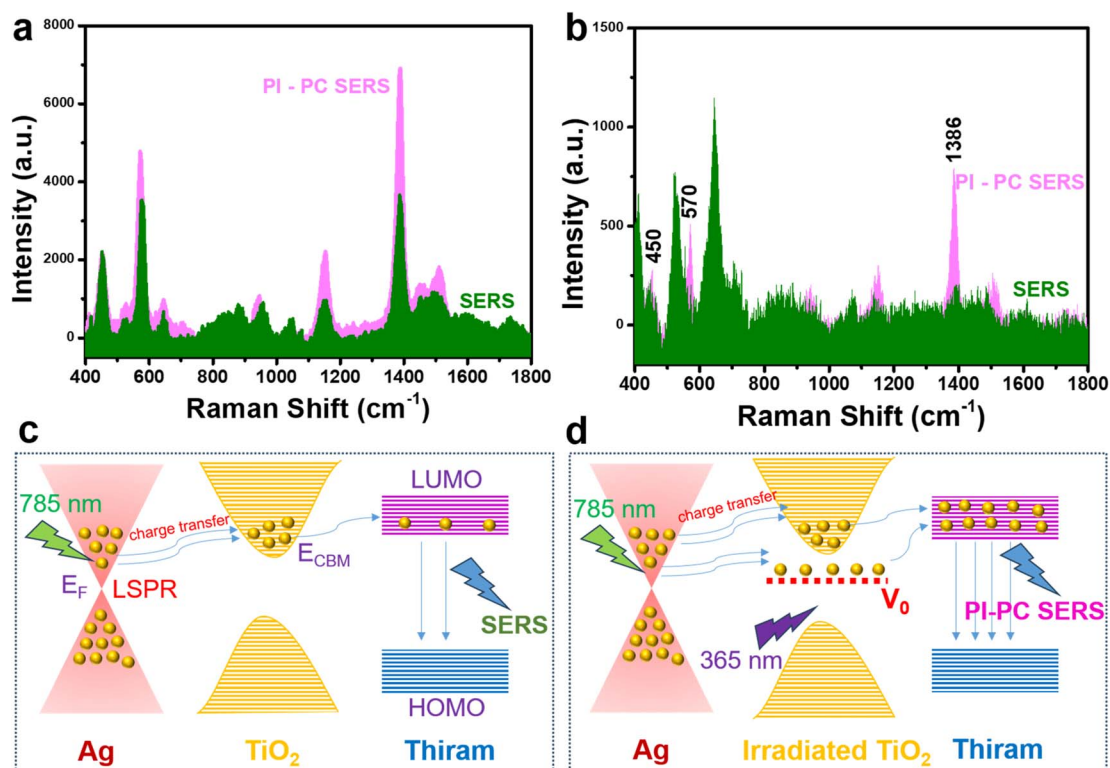 a
8000
6000
4000
2000
0
Intensity (a.u.)
PI - PC SERS
SERS
400 600 800 1000 1200 1400 1600 1800
Raman Shift (cm⁻¹)
b
1500
1000
500
0
Intensity (a.u.)
450
570
1386
PI - PC SERS
SERS
400 600 800 1000 1200 1400 1600 1800
Raman Shift (cm⁻¹)
c
785 nm
charge transfer
E_F
LSPR
E_CBM
LUMO
SERS
HOMO
Ag
TiO₂
Thiram
d
785 nm
charge transfer
V₀
365 nm
PI-PC SERS
Ag
Irradiated TiO₂
Thiram